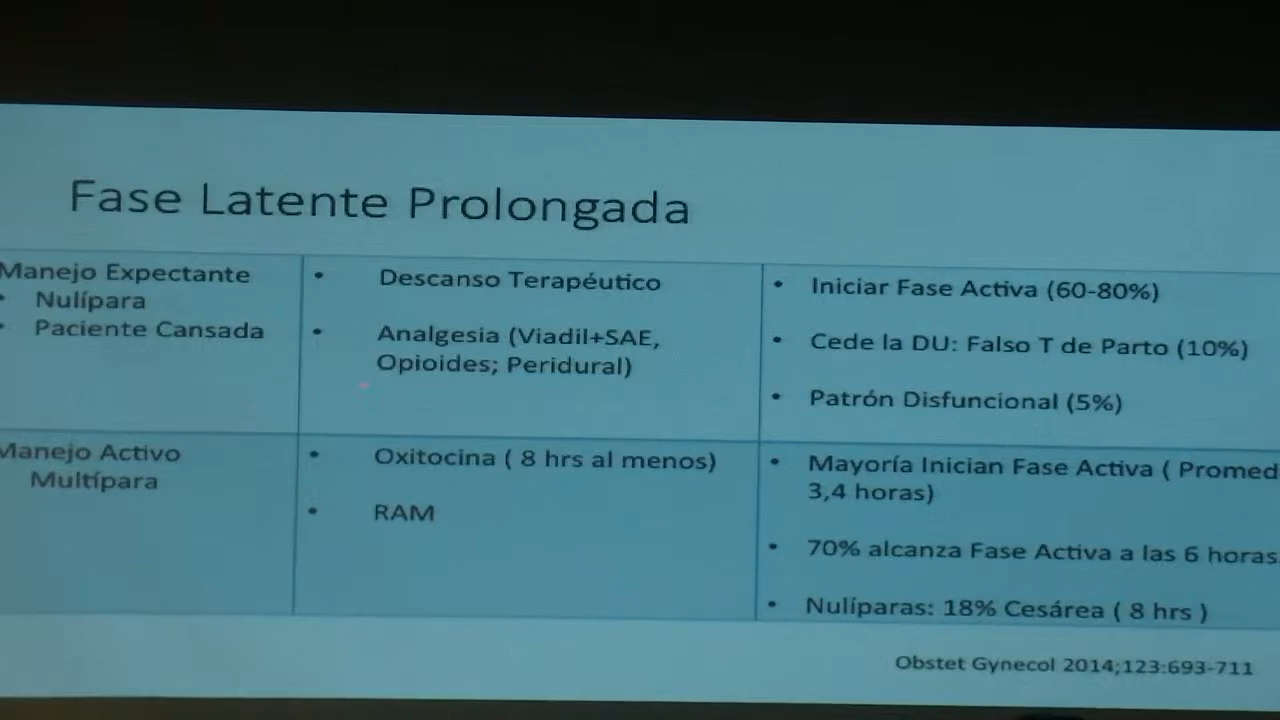 Fase Latente Prolongada
Manejo Expectante
• Nulípara
• Paciente Cansada
• Descanso Terapéutico
• Analgesia (Viadil+SAE,
Opioides; Peridural)
• Iniciar Fase Activa (60-80%)
• Cede la DU: Falso T de Parto (10%)
• Patrón Disfuncional (5%)
Manejo Activo
Multípara
• Oxitocina ( 8 hrs al menos)
• RAM
• Mayoría Inician Fase Activa ( Promed
3,4 horas)
• 70% alcanza Fase Activa a las 6 horas
• Nulíparas: 18% Cesárea ( 8 hrs )
Obstet Gynecol 2014;123:693-711